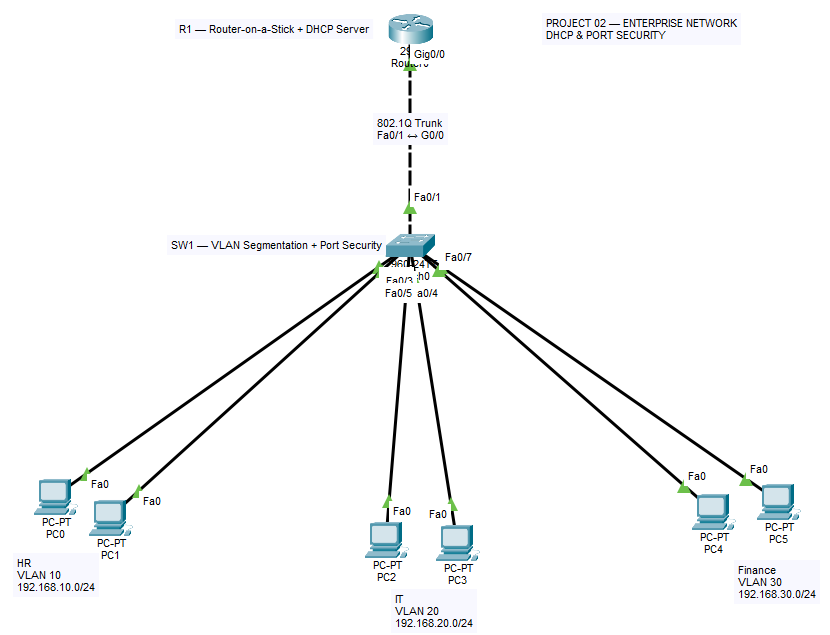 R1 — Router-on-a-Stick + DHCP Server
PROJECT 02 — ENTERPRISE NETWORK
DHCP & PORT SECURITY
Gig0/0
802.1Q Trunk
Fa0/1 ↔ G0/0
Fa0/1
SW1 — VLAN Segmentation + Port Security
Fa0/7
Fa0/3
Fa0/5
a0/4
Fa0
Fa0
Fa0
Fa0
Fa0
Fa0
PC-PT
PC0
PC-PT
PC1
PC-PT
PC2
PC-PT
PC3
PC-PT
PC4
PC-PT
PC5
HR
VLAN 10
192.168.10.0/24
IT
VLAN 20
192.168.20.0/24
Finance
VLAN 30
192.168.30.0/24